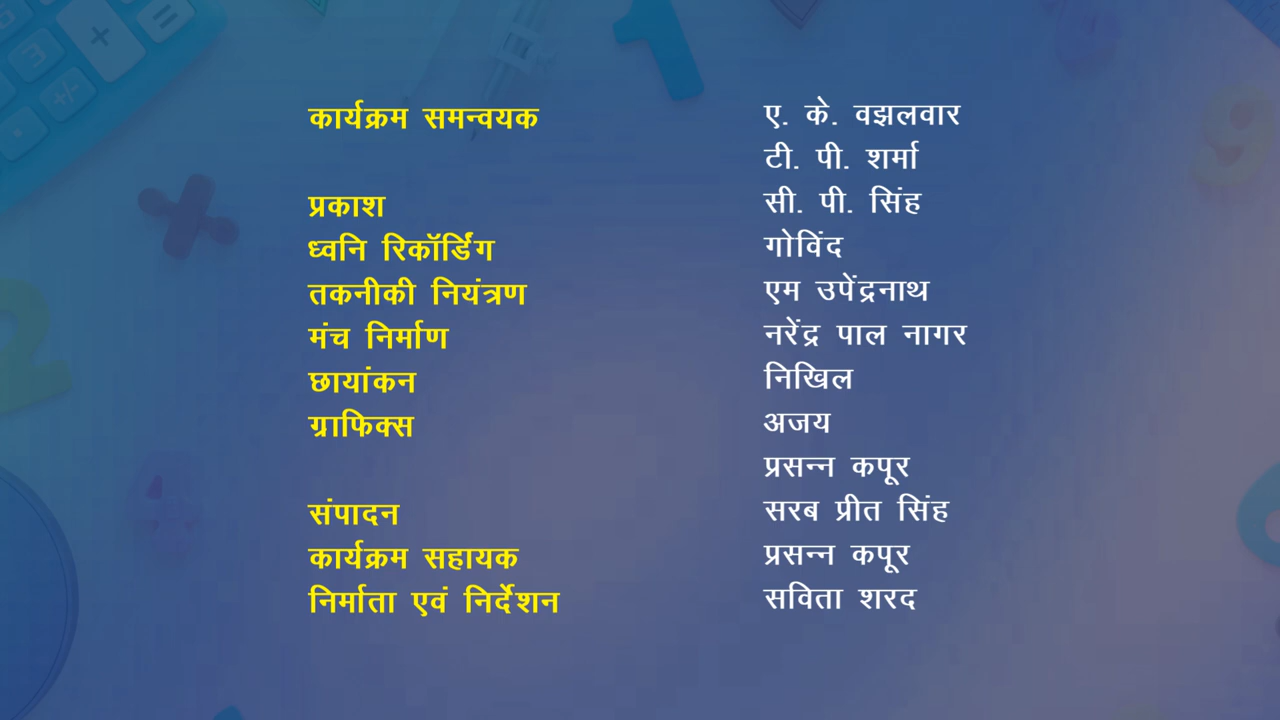 कार्यक्रम समन्वयक ए. के. वझलवार
टी. पी. शर्मा
प्रकाश सी. पी. सिंह
ध्वनि रिकॉर्डिंग गोविंद
तकनीकी नियंत्रण एम उपेंद्रनाथ
मंच निर्माण नरेंद्र पाल नागर
छायांकन निखिल
ग्राफिक्स अजय
प्रसन्न कपूर
संपादन सरब प्रीत सिंह
कार्यक्रम सहायक प्रसन्न कपूर
निर्माता एवं निर्देशन सविता शरद